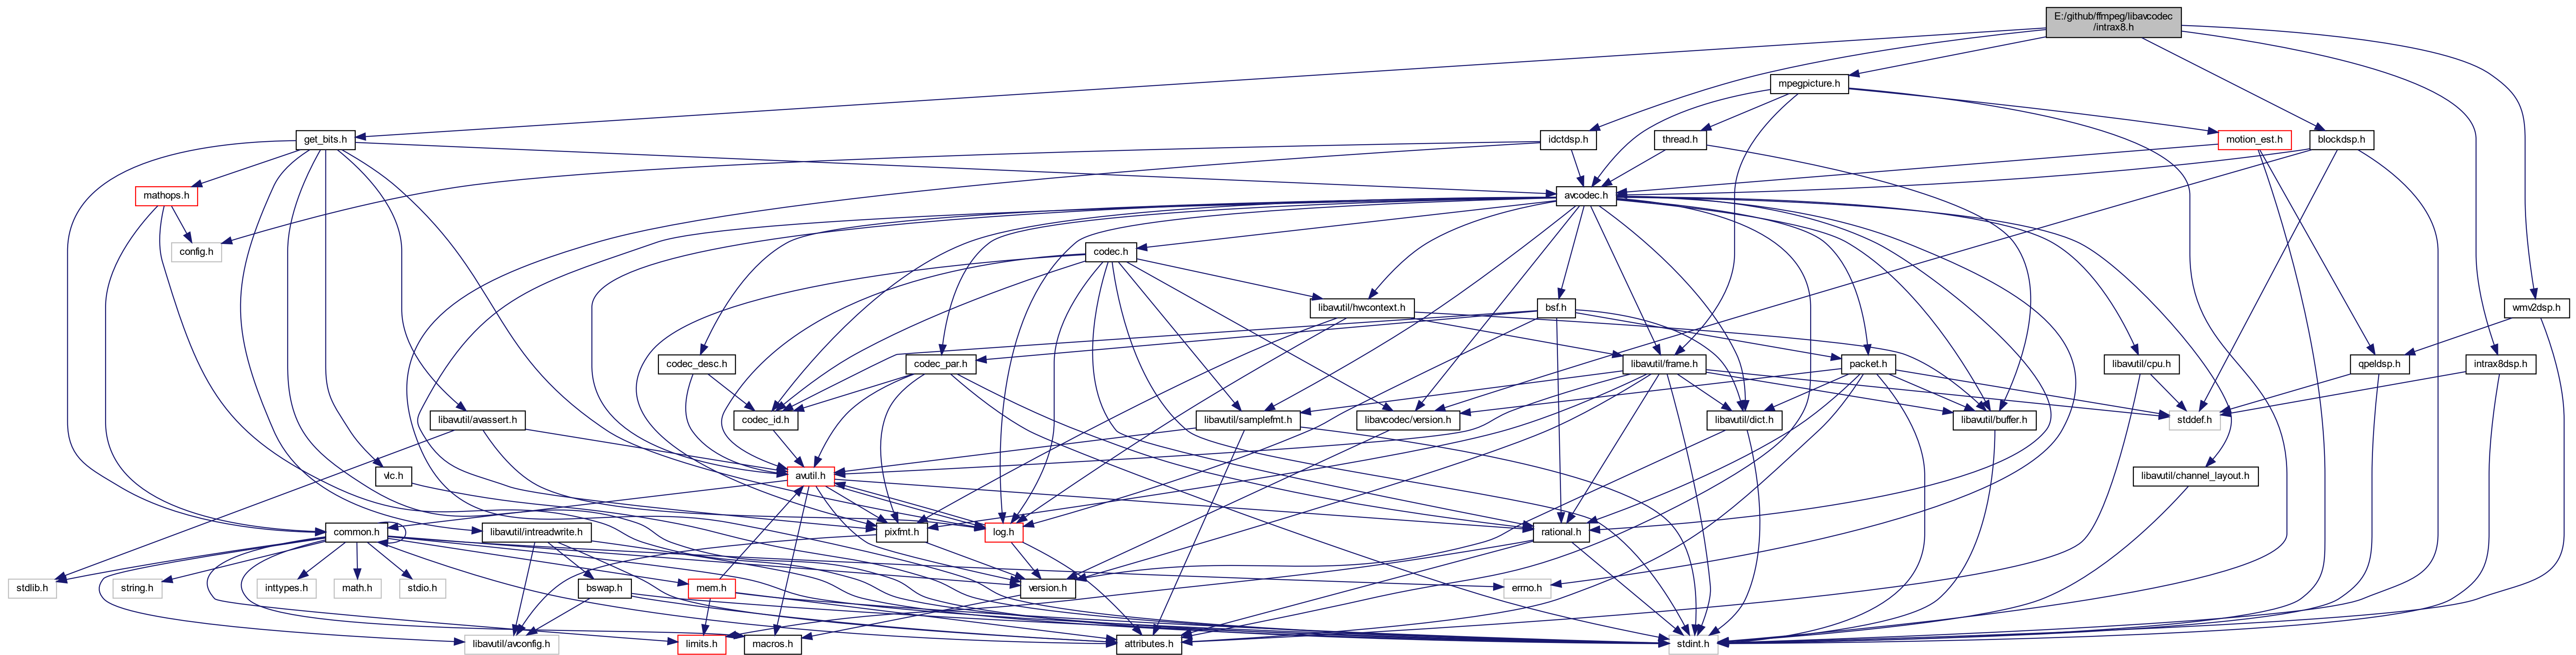 E:/github/ffmpeg/libavcodec
/intrax8.h
mpegpicture.h
get_bits.h
idctdsp.h
thread.h
motion_est.h
blockdsp.h
mathops.h
avcodec.h
config.h
codec.h
libavutil/hwcontext.h
bsf.h
wmv2dsp.h
codec_desc.h
codec_par.h
libavutil/frame.h
packet.h
libavutil/cpu.h
qpeldsp.h
intrax8dsp.h
libavutil/avassert.h
codec_id.h
libavutil/samplefmt.h
libavcodec/version.h
libavutil/dict.h
libavutil/buffer.h
stddef.h
vlc.h
avutil.h
libavutil/channel_layout.h
common.h
libavutil/intreadwrite.h
pixfmt.h
log.h
rational.h
stdlib.h
string.h
inttypes.h
math.h
stdio.h
bswap.h
mem.h
version.h
errno.h
libavutil/avconfig.h
limits.h
macros.h
attributes.h
stdint.h